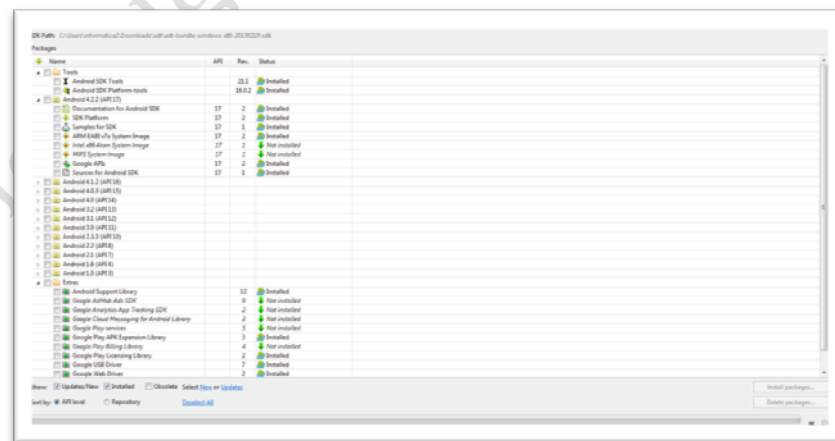 SDK Path: C:\Users\informatica2\Downloads\adt\adt-bundle-windows-x86-20130219\sdk
Packages
Name API Rev. Status
Tools
Android SDK Tools 21.1 Installed
Android SDK Platform-tools 16.0.2 Installed
Android 4.2.2 (API 17)
Documentation for Android SDK 17 2 Installed
SDK Platform 17 2 Installed
Samples for SDK 17 1 Installed
ARM EABI v7a System Image 17 2 Installed
Intel x86 Atom System Image 17 1 Not installed
MIPS System Image 17 1 Not installed
Google APIs 17 2 Installed
Sources for Android SDK 17 1 Installed
Android 4.1.2 (API 16)
Android 4.0.3 (API 15)
Android 4.0 (API 14)
Android 3.2 (API 13)
Android 3.1 (API 12)
Android 3.0 (API 11)
Android 2.3.3 (API 10)
Android 2.2 (API 8)
Android 2.1 (API 7)
Android 1.6 (API 4)
Android 1.5 (API 3)
Extras
Android Support Library 12 Installed
Google AdMob Ads SDK Not installed
Google Analytics App Tracking SDK 2 Not installed
Google Cloud Messaging for Android Library 3 Not installed
Google Play services 5 Not installed
Google Play APK Expansion Library 3 Installed
Google Play Billing Library 4 Not installed
Google Play Licensing Library 2 Installed
Google USB Driver 7 Installed
Google Web Driver 2 Installed
Show: Updates/New Installed Obsolete Select New or Updates Install packages...
Sort by: API level Repository Deselect All Delete packages...